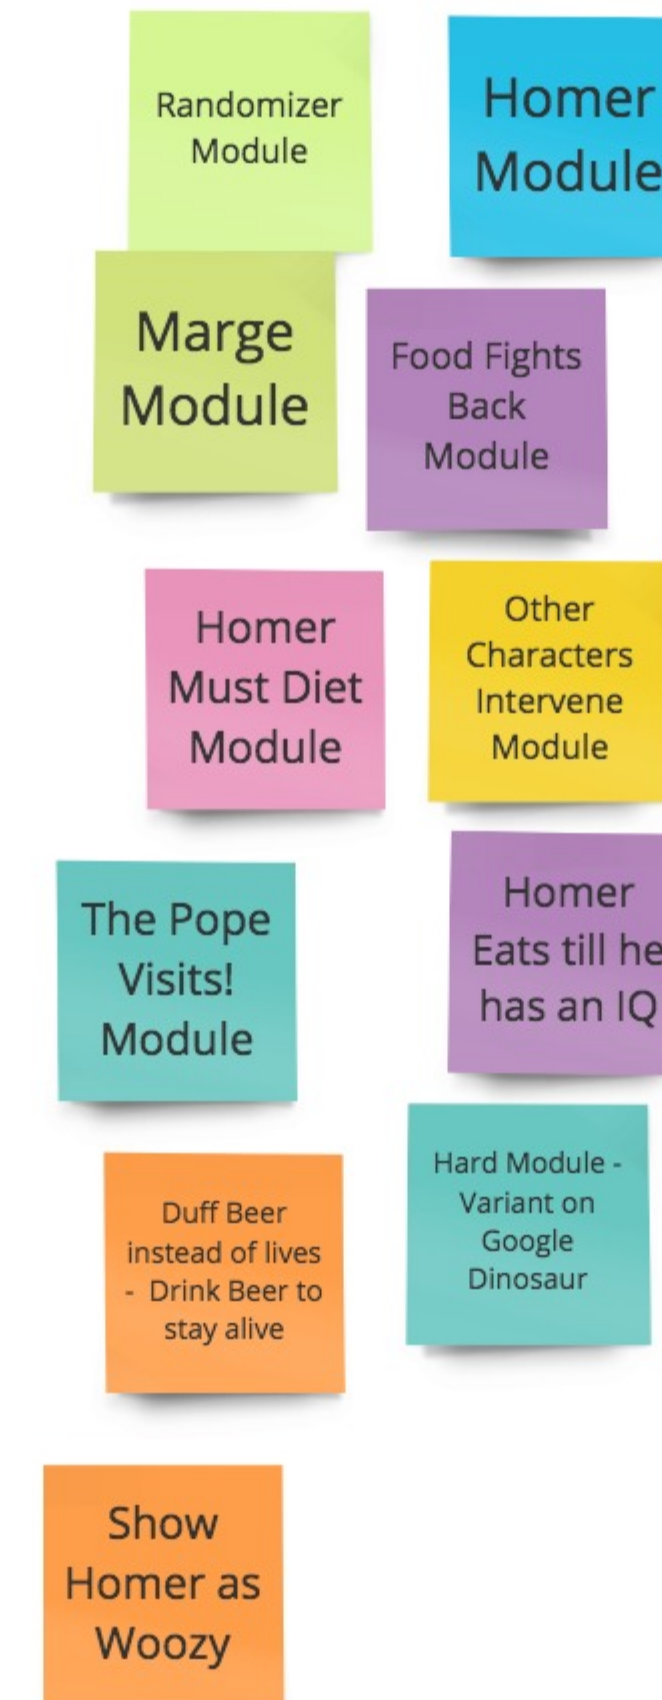 Randomizer
Module
Homer
Module
Marge
Module
Food Fights
Back
Module
Homer
Must Diet
Module
Other
Characters
Intervene
Module
The Pope
Visits!
Module
Homer
Eats till he
has an IQ
Duff Beer
instead of lives
- Drink Beer to
stay alive
Hard Module -
Variant on
Google
Dinosaur
Show
Homer as
Woozy